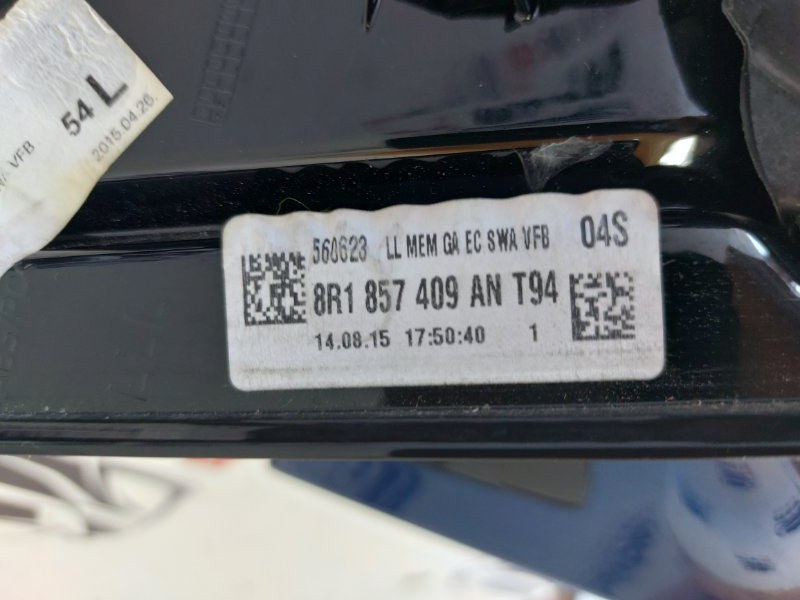 54 L
2015.04.26.
VFB
560623 LL MEM GA EC SWA VFB 04S
8R1 857 409 AN T94
14.08.15 17:50:40 1